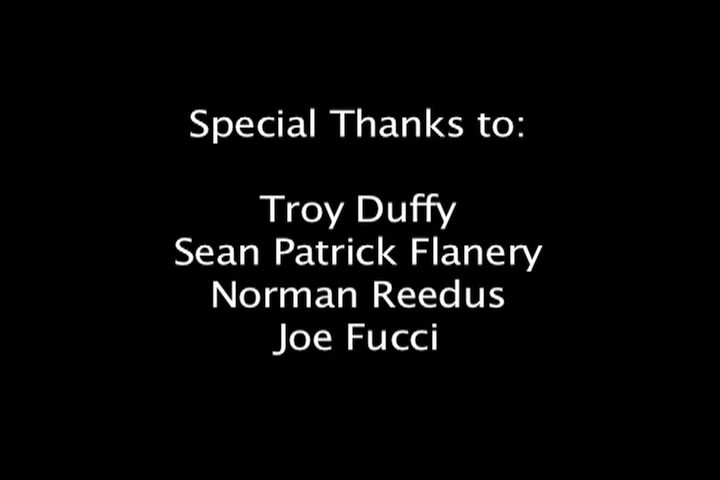 Special Thanks to:
Troy Duffy
Sean Patrick Flanery
Norman Reedus
Joe Fucci